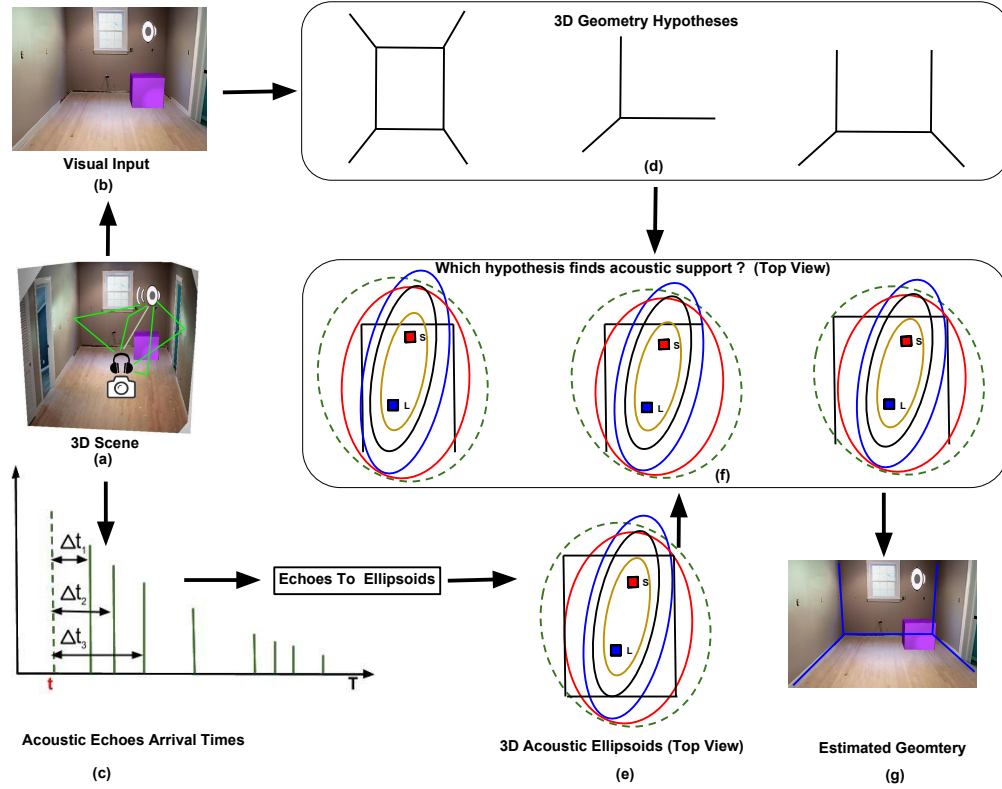 3D Geometry Hypotheses
Visual Input
(b)
(d)
Which hypothesis finds acoustic support ? (Top View)
S
L
S
L
S
L
(f)
3D Scene
(a)
Δt1
Δt2
Δt3
t
T
Echoes To Ellipsoids
S
L
Acoustic Echoes Arrival Times
(c)
3D Acoustic Ellipsoids (Top View)
(e)
Estimated Geomtery
(g)